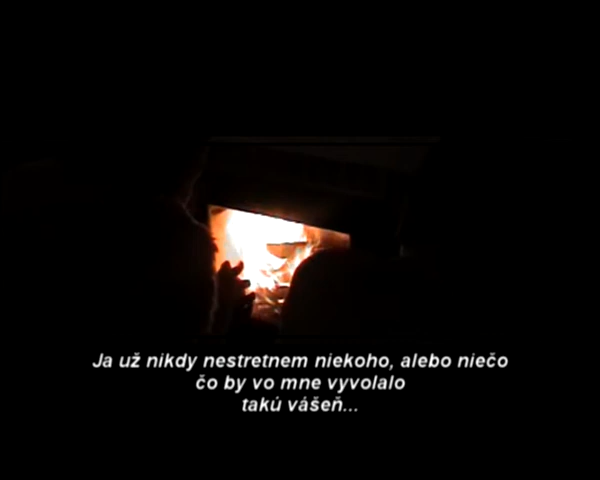 Ja už nikdy nestretnem niekoho, alebo niečo
čo by vo mne vyvolalo
takú vášeň...